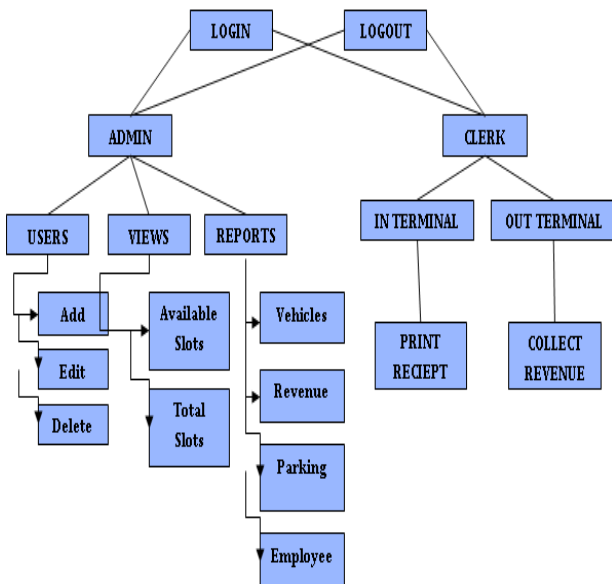 LOGIN
LOGOUT
ADMIN
CLERK
USERS
VIEWS
REPORTS
IN TERMINAL
OUT TERMINAL
Add
Edit
Delete
Available
Slots
Total
Slots
Vehicles
Revenue
Parking
Employee
PRINT
RECIEPT
COLLECT
REVENUE